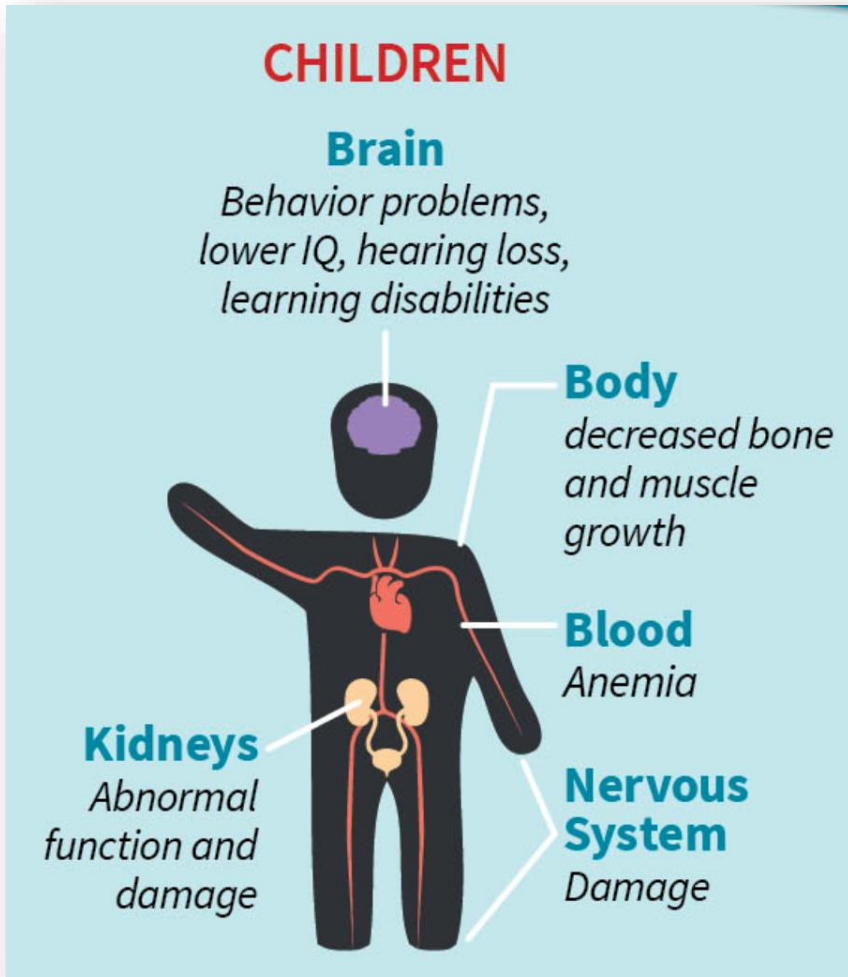 CHILDREN
Brain
Behavior problems,
lower IQ, hearing loss,
learning disabilities
Body
decreased bone
and muscle
growth
Blood
Anemia
Kidneys
Abnormal
function and
damage
Nervous
System
Damage